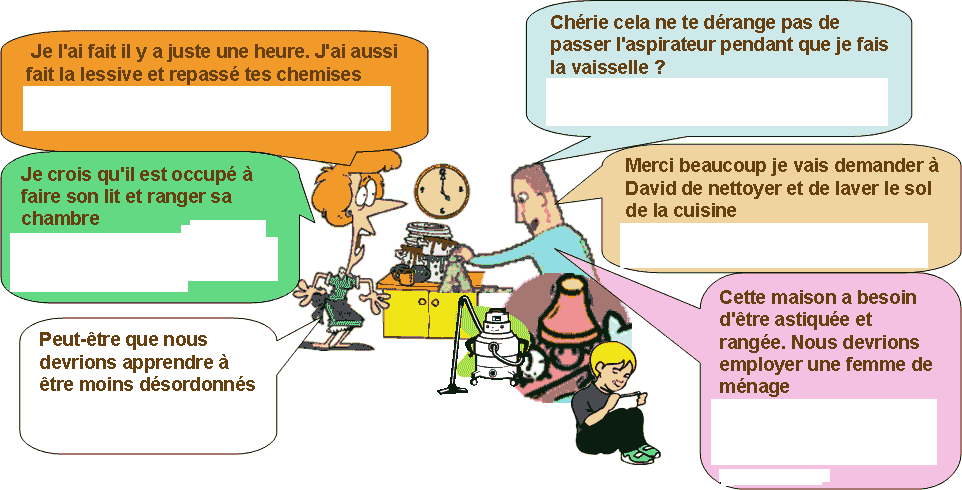 Chérie cela ne te dérange pas de
passer l'aspirateur pendant que je fais
la vaisselle ?
Je l'ai fait il y a juste une heure. J'ai aussi
fait la lessive et repassé tes chemises
Merci beaucoup je vais demander à
David de nettoyer et de laver le sol
de la cuisine
Je crois qu'il est occupé à
faire son lit et ranger sa
chambre
Cette maison a besoin
d'être astiquée et
rangée. Nous devrions
employer une femme de
ménage
Peut-être que nous
devrions apprendre à
être moins désordonnés